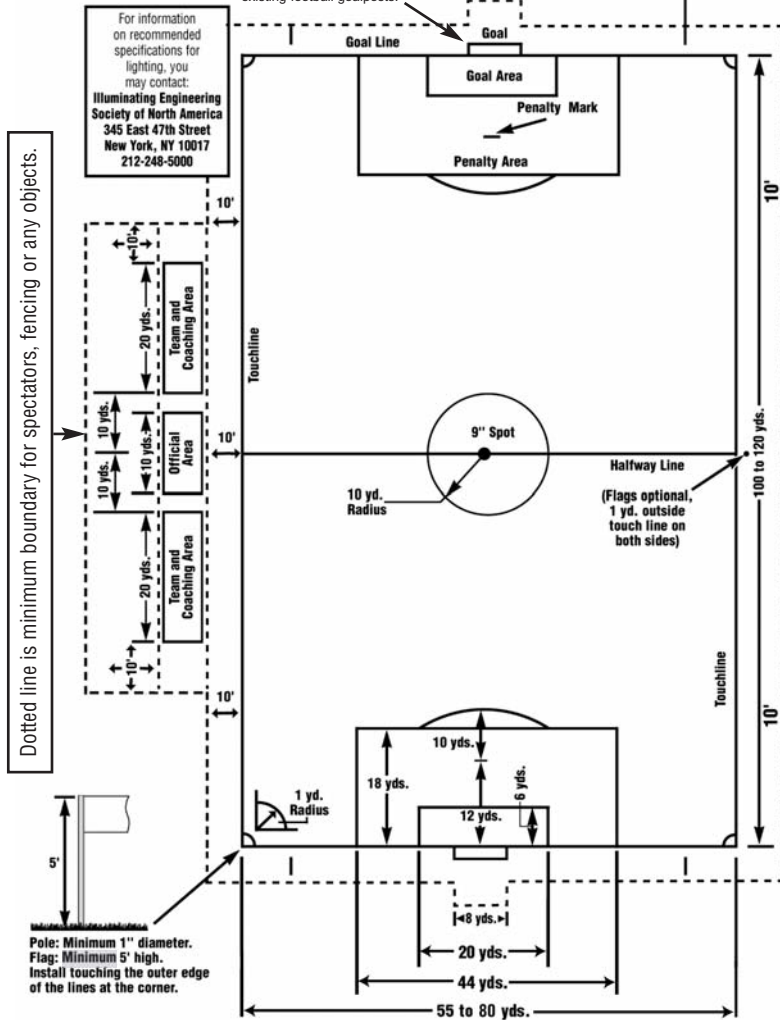 existing football goalposts.
For information
on recommended
specifications for
lighting, you
may contact:
Illuminating Engineering
Society of North America
345 East 47th Street
New York, NY 10017
212-248-5000
Goal
Goal Line
Goal Area
Penalty Mark
Penalty Area
10'
10'
10'
20 yds.
Team and
Coaching Area
Touchline
Dotted line is minimum boundary for spectators, fencing or any objects.
10 yds.
10 yds.
10 yds.
Official
Area
10'
9" Spot
10 yd.
Radius
Halfway Line
(Flags optional,
1 yd. outside
touch line on
both sides)
100 to 120 yds.
20 yds.
Team and
Coaching Area
10'
10'
Touchline
10'
10 yds.
18 yds.
12 yds.
6 yds.
1 yd.
Radius
5'
Pole: Minimum 1" diameter.
Flag: Minimum 5' high.
Install touching the outer edge
of the lines at the corner.
8 yds.
20 yds.
44 yds.
55 to 80 yds.